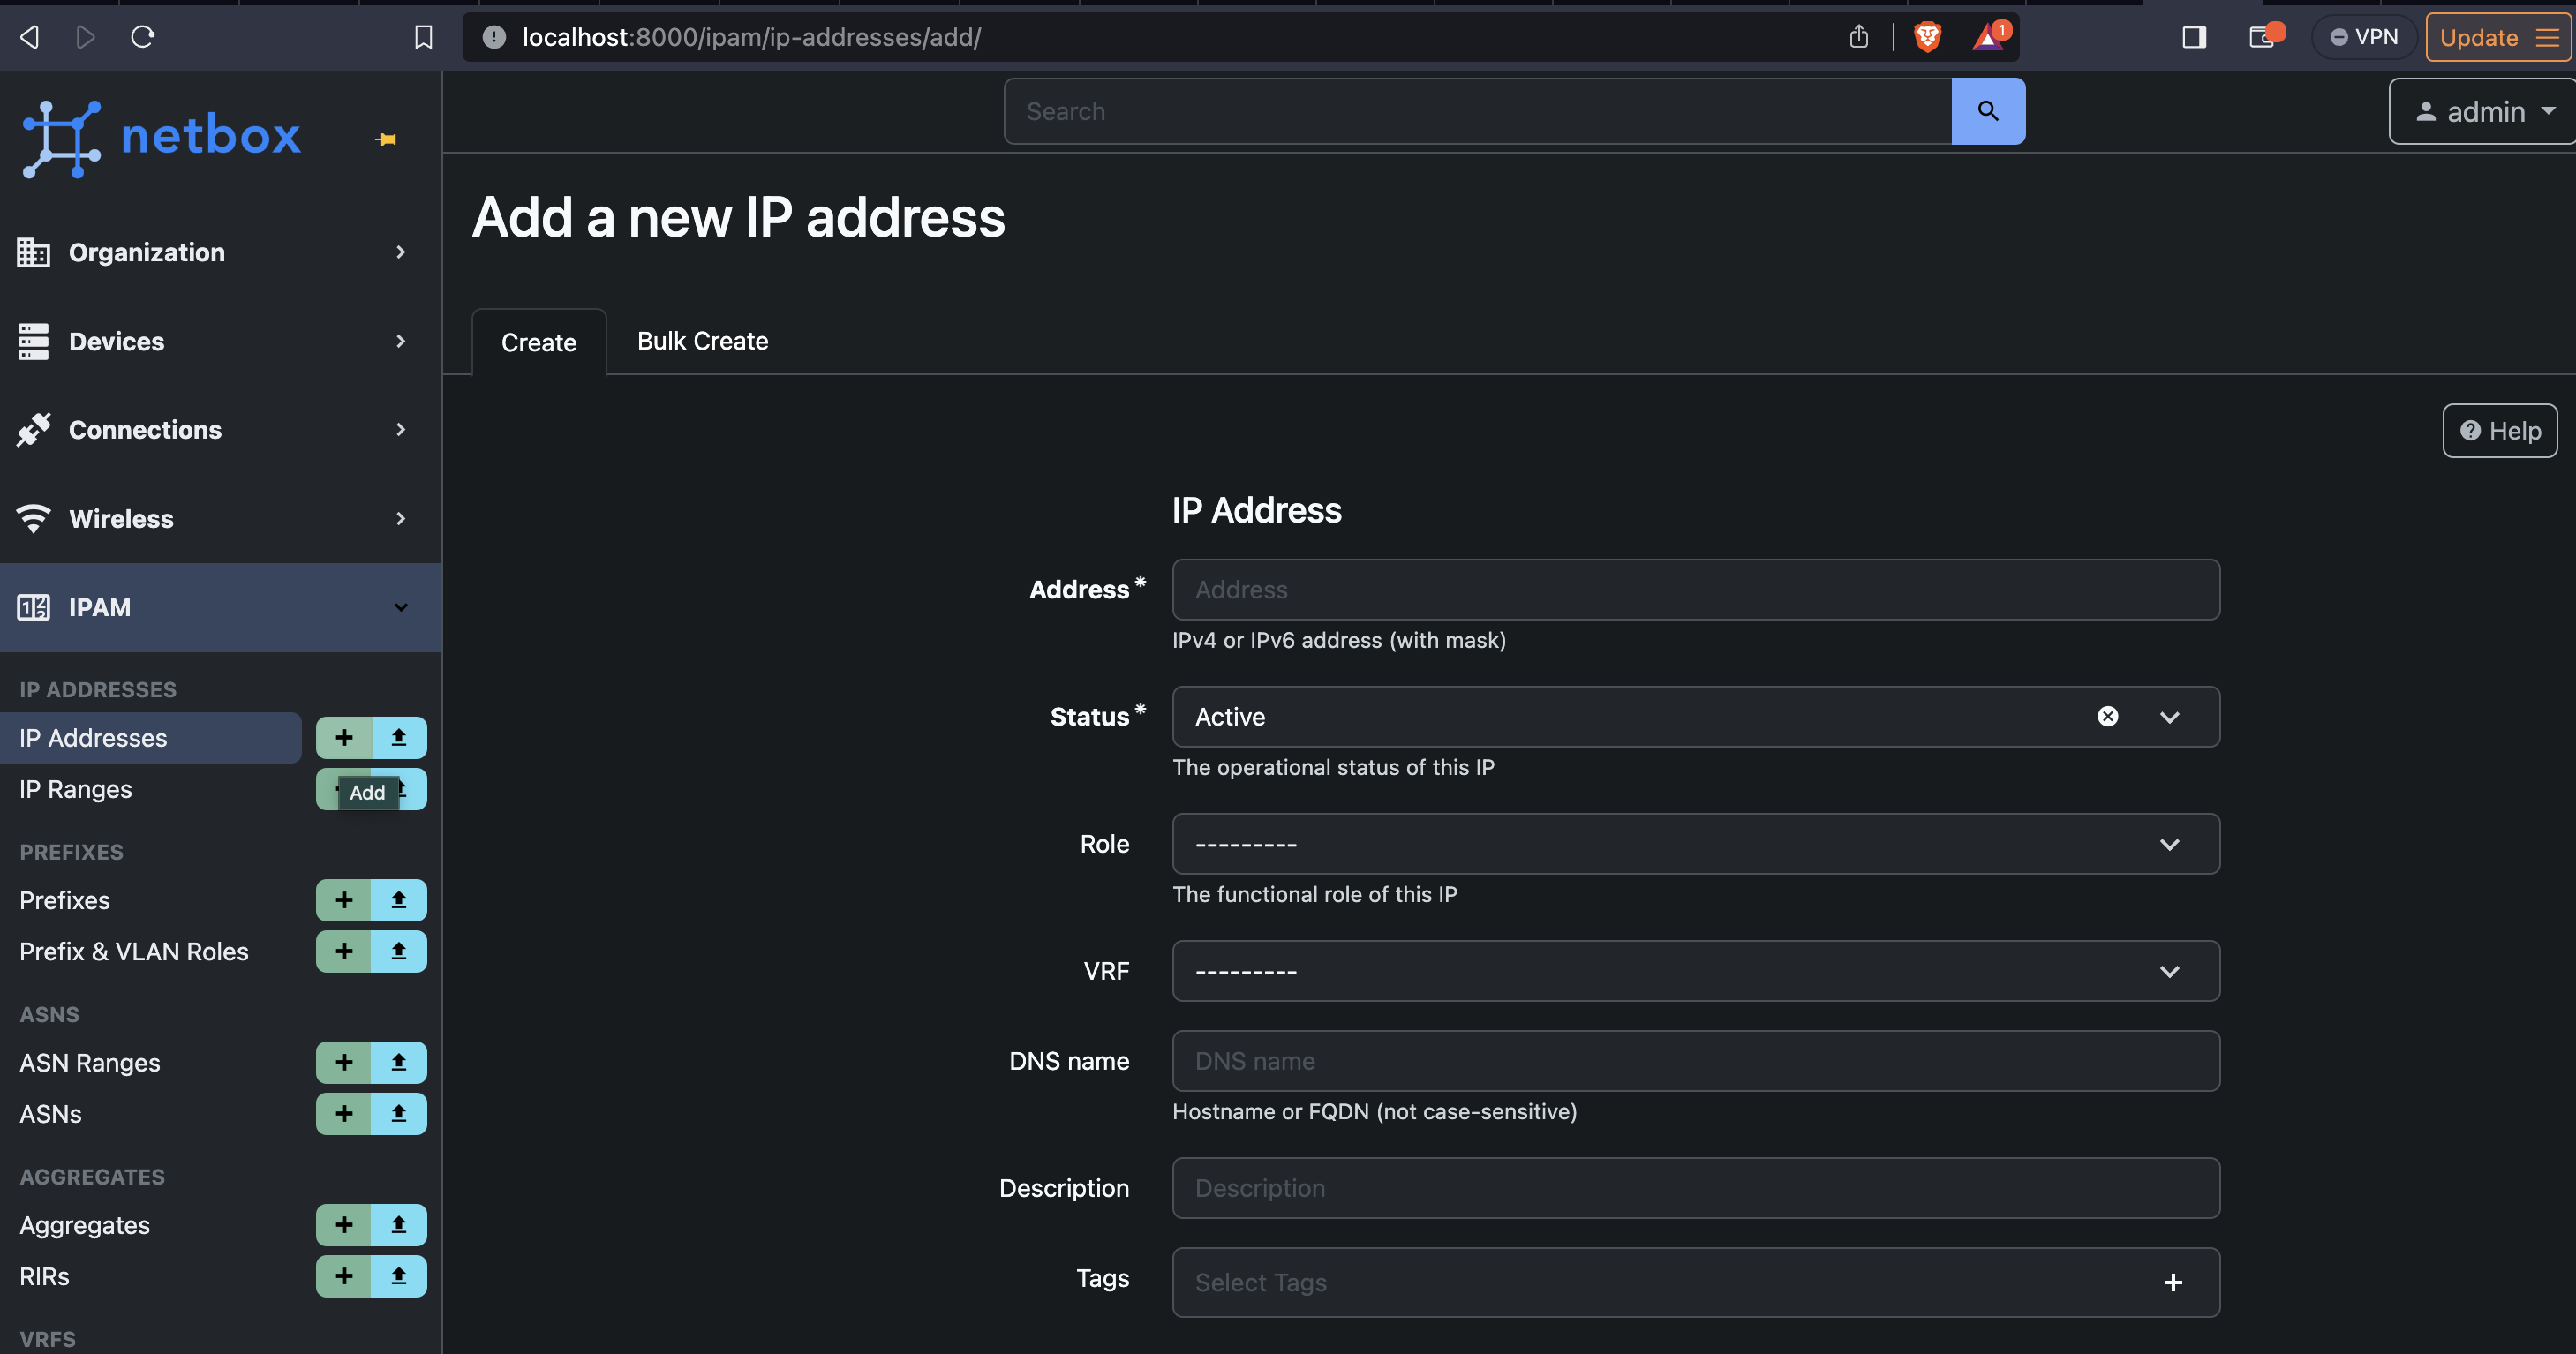 localhost:8000/ipam/ip-addresses/add/
1
VPN
Update
netbox
Search
admin
Organization
Devices
Connections
Wireless
IPAM
IP ADDRESSES
IP Addresses
IP Ranges
Add
PREFIXES
Prefixes
Prefix & VLAN Roles
ASNS
ASN Ranges
ASNs
AGGREGATES
Aggregates
RIRs
VRFS
Add a new IP address
Create
Bulk Create
Help
IP Address
Address*
Address
IPv4 or IPv6 address (with mask)
Status*
Active
The operational status of this IP
Role
---------
The functional role of this IP
VRF
---------
DNS name
DNS name
Hostname or FQDN (not case-sensitive)
Description
Description
Tags
Select Tags